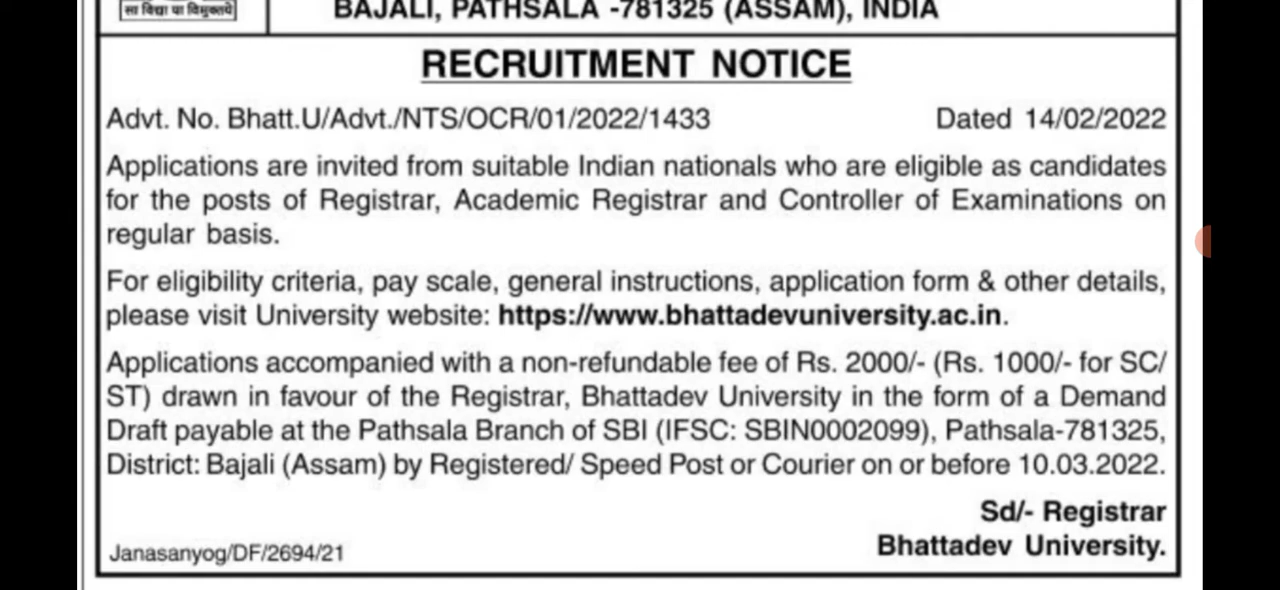 सा विद्या या विमुक्तये
BAJALI, PATHSALA -781325 (ASSAM), INDIA
RECRUITMENT NOTICE
Advt. No. Bhatt.U/Advt./NTS/OCR/01/2022/1433 Dated 14/02/2022
Applications are invited from suitable Indian nationals who are eligible as candidates
for the posts of Registrar, Academic Registrar and Controller of Examinations on
regular basis.
For eligibility criteria, pay scale, general instructions, application form & other details,
please visit University website: https://www.bhattadevuniversity.ac.in.
Applications accompanied with a non-refundable fee of Rs. 2000/- (Rs. 1000/- for SC/
ST) drawn in favour of the Registrar, Bhattadev University in the form of a Demand
Draft payable at the Pathsala Branch of SBI (IFSC: SBIN0002099), Pathsala-781325,
District: Bajali (Assam) by Registered/ Speed Post or Courier on or before 10.03.2022.
Sd/- Registrar
Janasanyog/DF/2694/21 Bhattadev University.